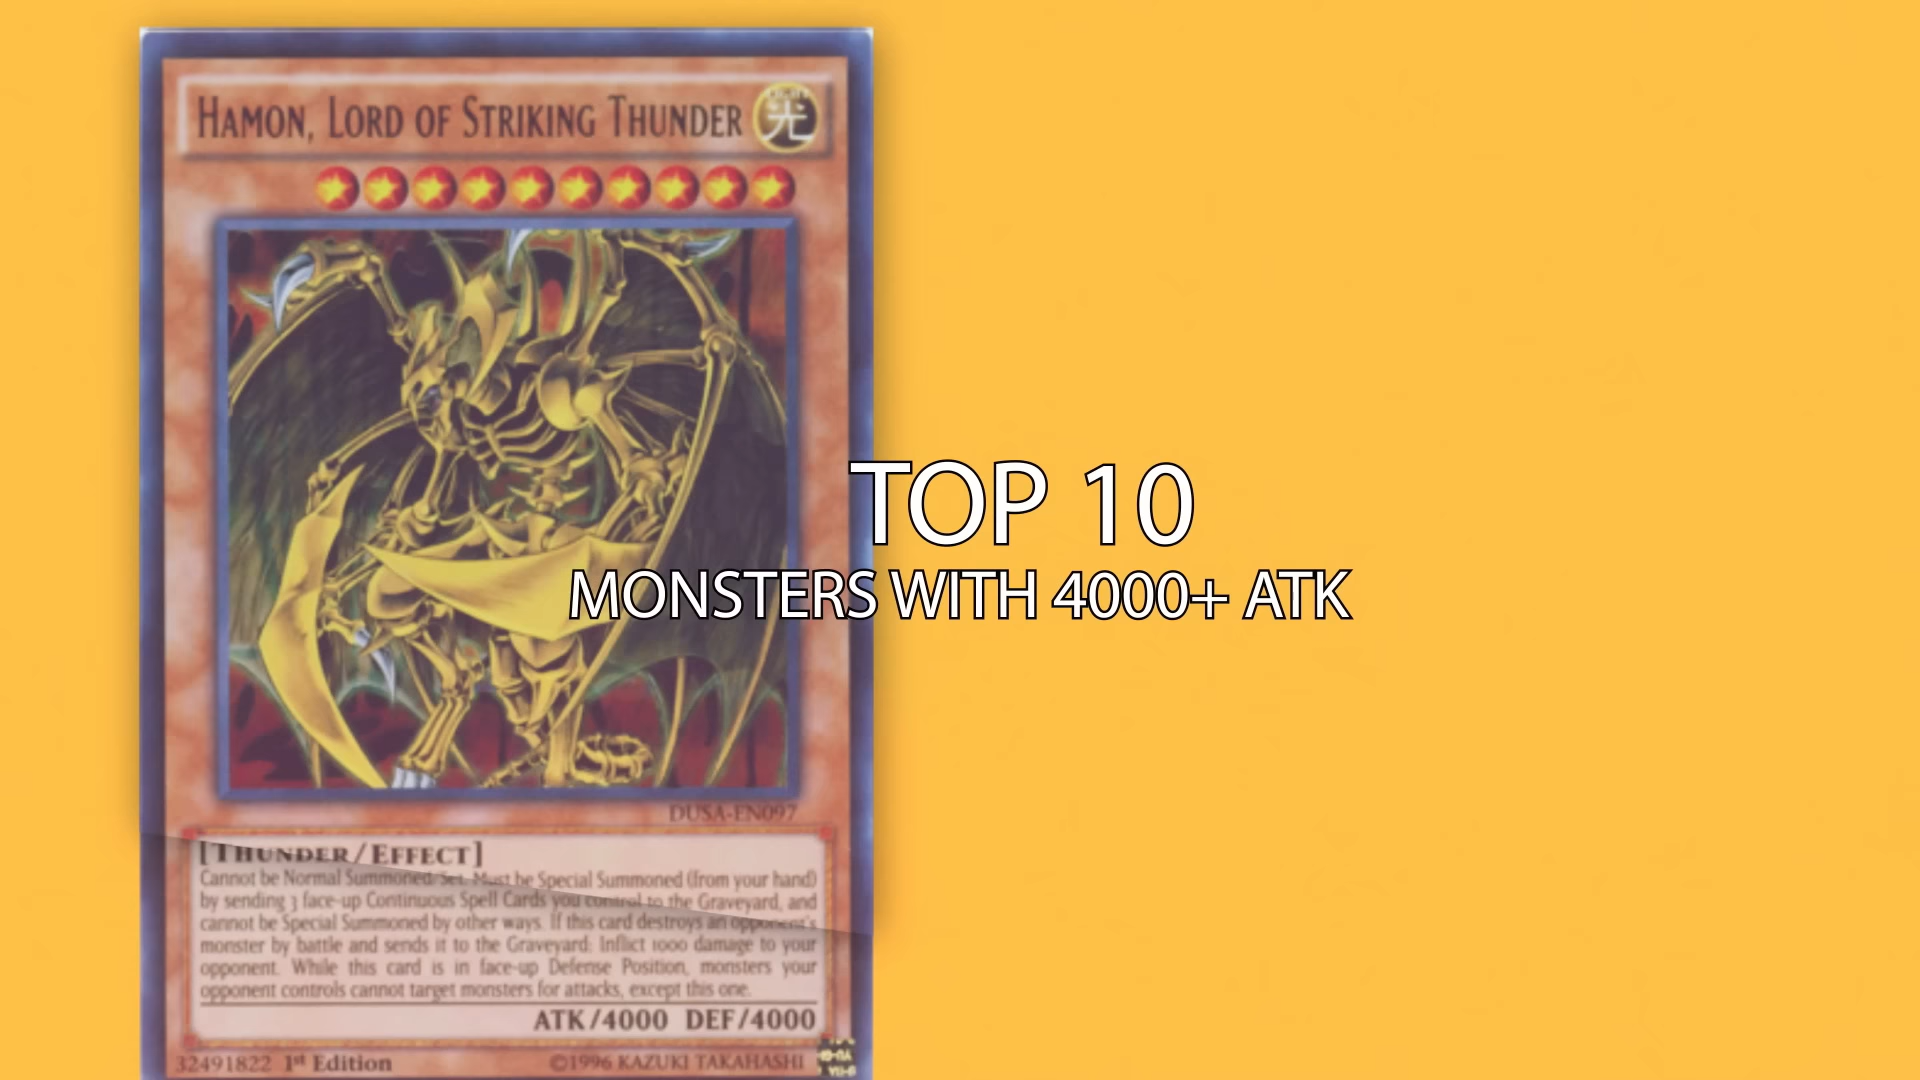 HAMON, LORD OF STRIKING THUNDER
光
TOP 10
MONSTERS WITH 4000+ ATK
DUSA-EN097
[THUNDER/EFFECT]
Cannot be Normal Summoned/Set. Must be Special Summoned (from your hand)
by sending 3 face-up Continuous Spell Cards you control to the Graveyard, and
cannot be Special Summoned by other ways. If this card destroys an opponent's
monster by battle and sends it to the Graveyard: Inflict 1000 damage to your
opponent. While this card is in face-up Defense Position, monsters your
opponent controls cannot target monsters for attacks, except this one.
ATK/4000 DEF/4000
32491822 1st Edition ©1996 KAZUKI TAKAHASHI